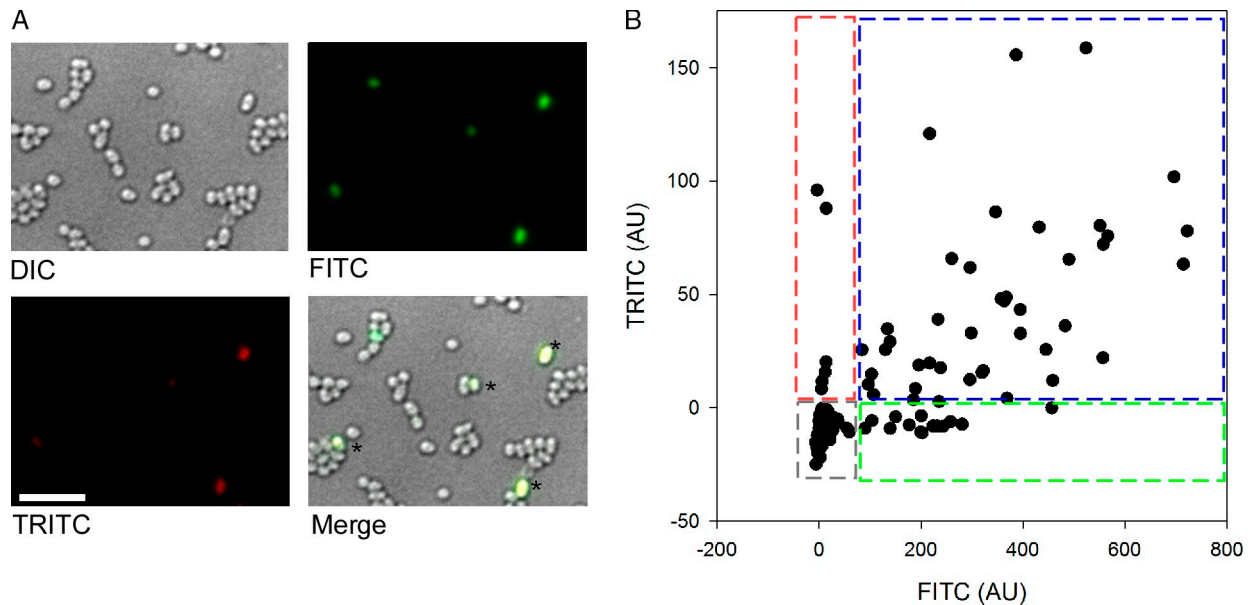 A
DIC
FITC
TRITC
Merge
*
*
*
*
B
TRITC (AU)
150
100
50
0
-50
-200
0
200
400
600
800
FITC (AU)